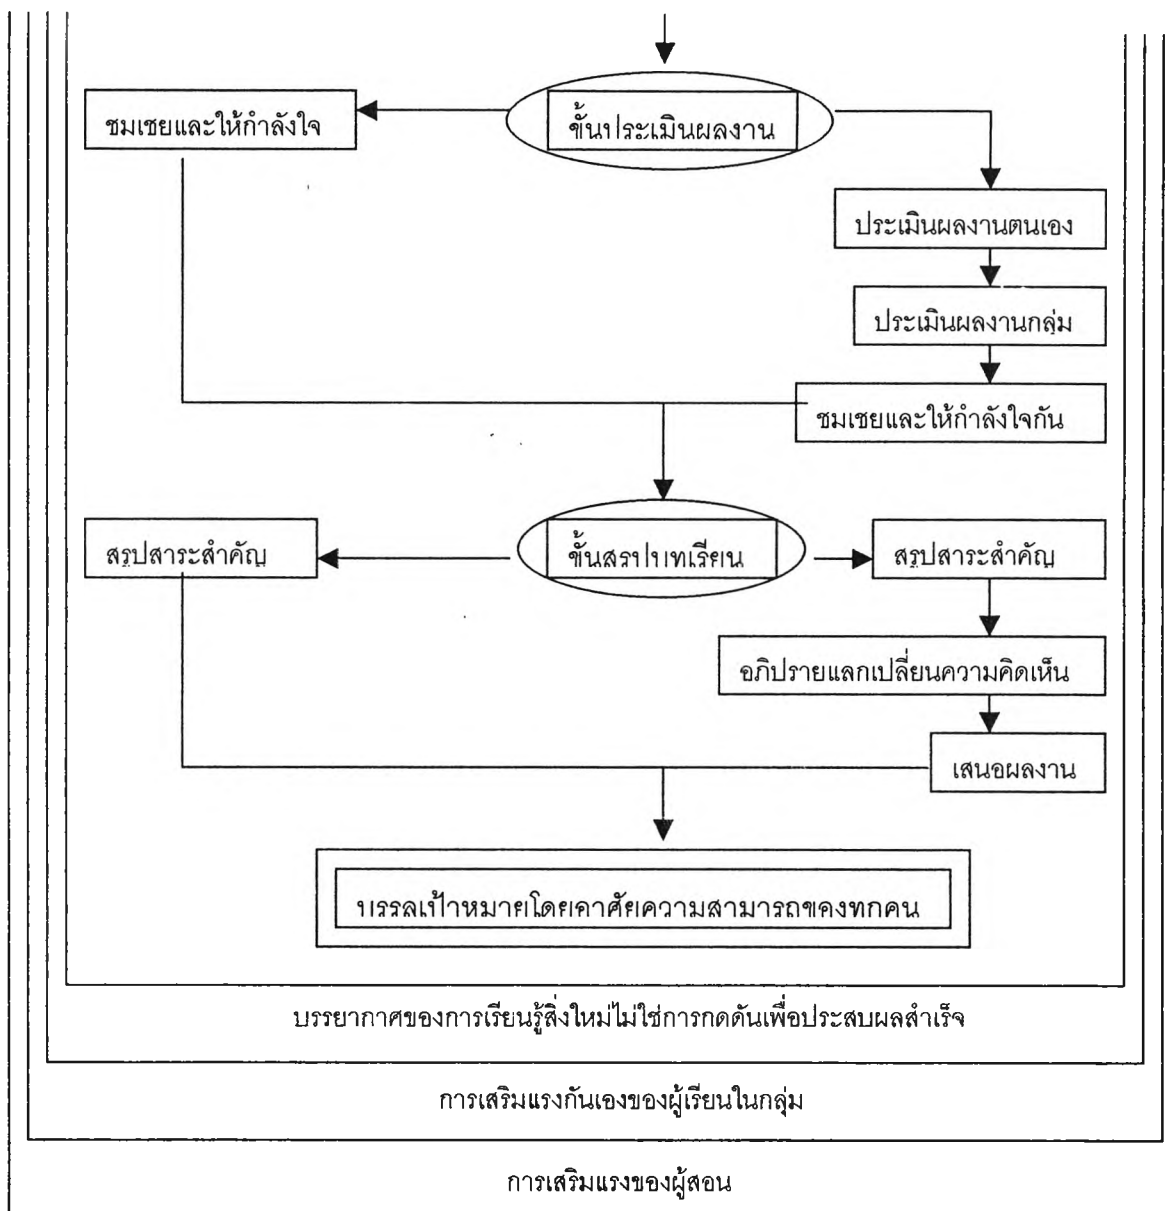 ขั้นประเมินผลงาน
ชมเชยและให้กำลังใจ
ประเมินผลงานตนเอง
ประเมินผลงานกลุ่ม
ชมเชยและให้กำลังใจกัน
ขั้นสรุปบทเรียน
สรุปสาระสำคัญ
สรุปสาระสำคัญ
อภิปรายแลกเปลี่ยนความคิดเห็น
เสนอผลงาน
บรรลุเป้าหมายโดยอาศัยความสามารถของทุกคน
บรรยากาศของการเรียนรู้สิ่งใหม่ไม่ใช่การกดดันเพื่อประสบผลสำเร็จ
การเสริมแรงกันเองของผู้เรียนในกลุ่ม
การเสริมแรงของผู้สอน